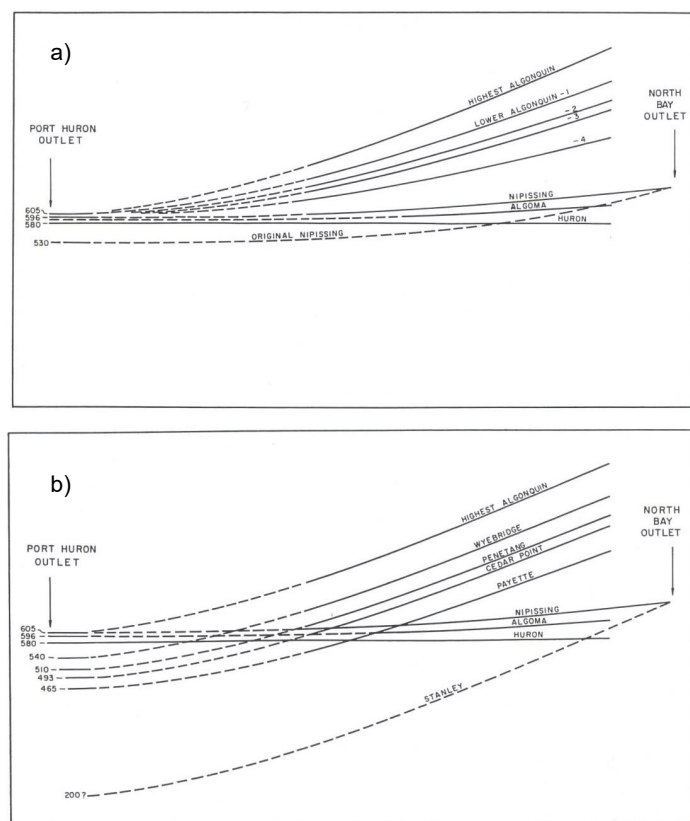 a)
HIGHEST ALGONQUIN
LOWER ALGONQUIN -1
-2
-3
-4
NORTH
BAY
OUTLET
PORT HURON
OUTLET
NIPISSING
ALGOMA
HURON
605
596
580
530
ORIGINAL NIPISSING
b)
HIGHEST ALGONQUIN
WYEBRIDGE
PENETANG
CEDAR POINT
PAYETTE
NORTH
BAY
OUTLET
PORT HURON
OUTLET
NIPISSING
ALGOMA
HURON
605
596
580
540
510
493
465
STANLEY
200?